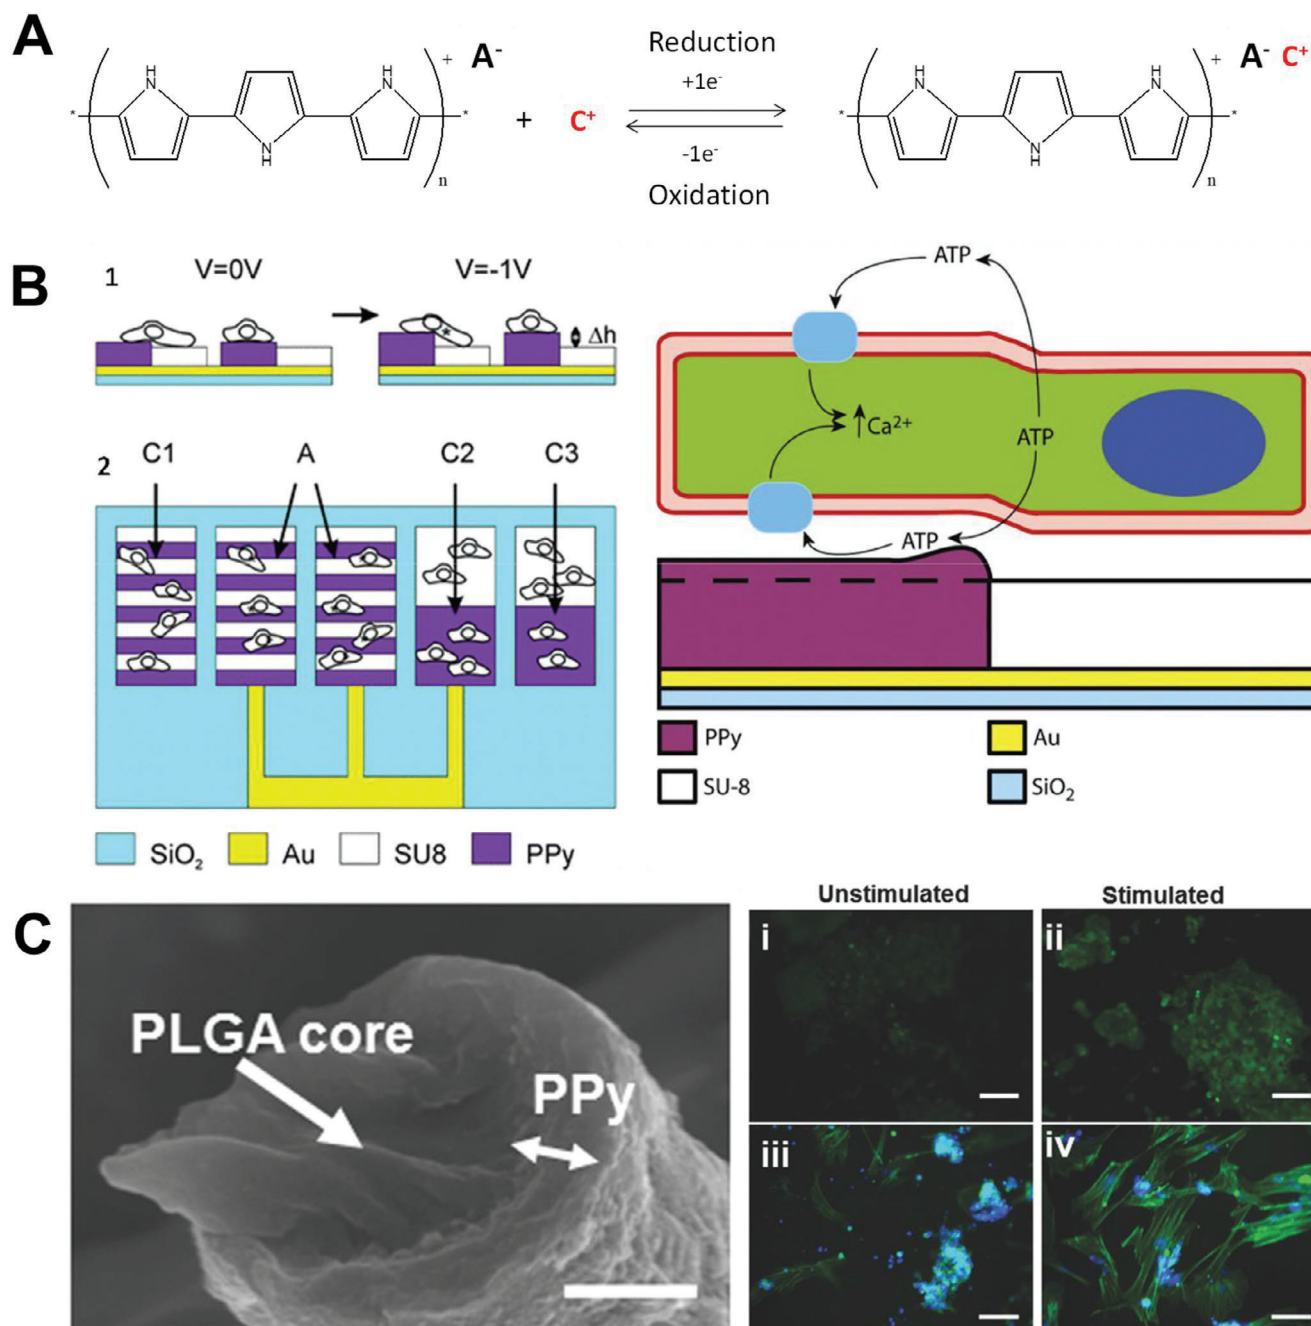 A
H
N
N
H
H
N
+
A-
*
*
n
+
C+
Reduction
+1e-
-1e-
Oxidation
H
N
N
H
H
N
+
A- C+
*
*
n
B
1
V=0V
V=-1V
*
Δh
2
C1
A
C2
C3
SiO₂
Au
SU8
PPy
ATP
↑Ca²⁺
ATP
ATP
PPy
Au
SU-8
SiO₂
C
PLGA core
PPy
Unstimulated
Stimulated
i
ii
iii
iv